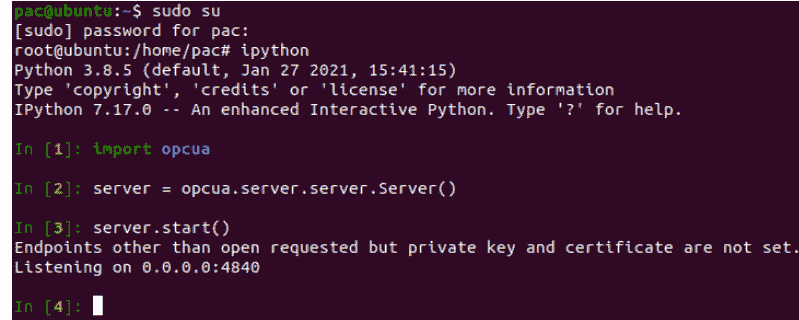 pac@ubuntu:~$ sudo su
[sudo] password for pac:
root@ubuntu:/home/pac# ipython
Python 3.8.5 (default, Jan 27 2021, 15:41:15)
Type 'copyright', 'credits' or 'license' for more information
IPython 7.17.0 -- An enhanced Interactive Python. Type '?' for help.
In [1]: import opcua
In [2]: server = opcua.server.server.Server()
In [3]: server.start()
Endpoints other than open requested but private key and certificate are not set.
Listening on 0.0.0.0:4840
In [4]: